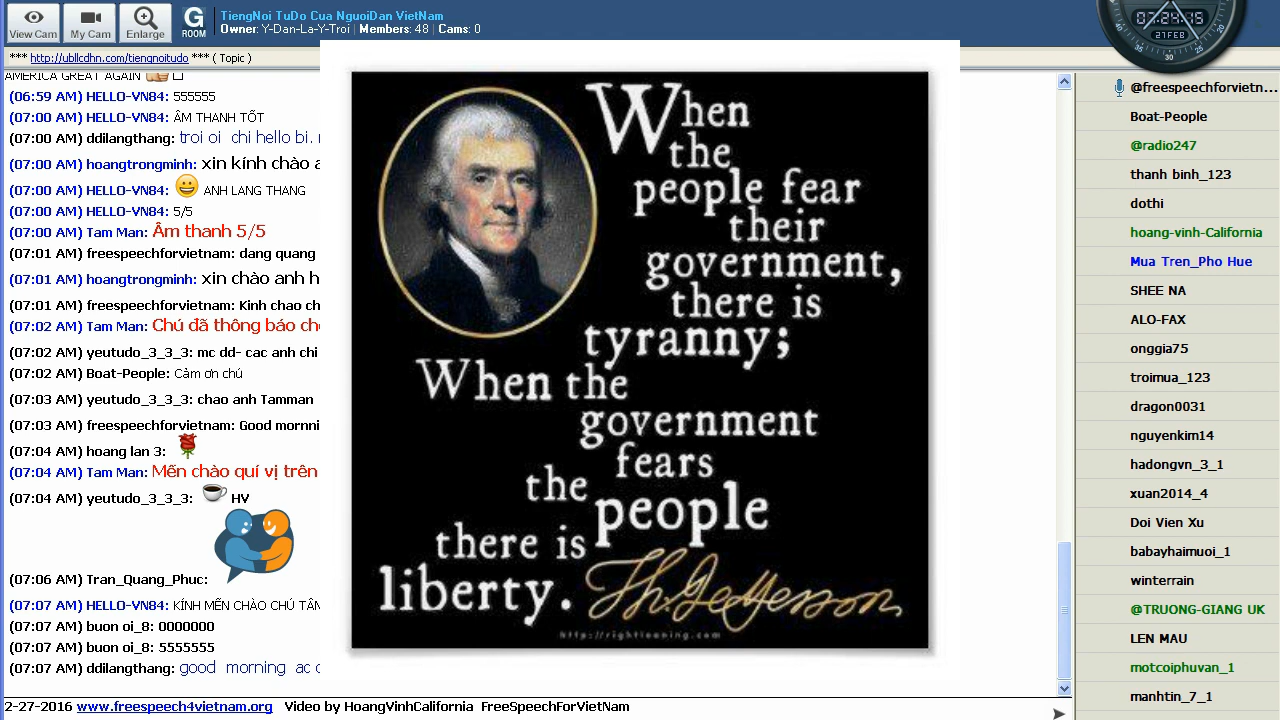 View Cam
My Cam
Enlarge
G
ROOM
TiengNoi TuDo Cua NguoiDan VietNam
Owner: Y-Dan-La-Y-Troi | Members: 48 | Cams: 0
07:24:15
21FEB
*** http://ubllcdhn.com/tiengnoitudo *** ( Topic )
AMERICA GREAT AGAIN
(06:59 AM) HELLO-VN84: 555555
(07:00 AM) HELLO-VN84: ÂM THANH TỐT
(07:00 AM) ddilangthang: troi oi chi hello bi.
(07:00 AM) hoangtrongminh: xin kính chào a
(07:00 AM) HELLO-VN84: ANH LANG THANG
(07:00 AM) HELLO-VN84: 5/5
(07:00 AM) Tam Man: Âm thanh 5/5
(07:01 AM) freespeechforvietnam: dang quang
(07:01 AM) hoangtrongminh: xin chào anh h
(07:01 AM) freespeechforvietnam: Kinh chao ch
(07:02 AM) Tam Man: Chú đã thông báo cho
(07:02 AM) yeutudo_3_3_3: mc dd- cac anh chi
(07:02 AM) Boat-People: Cảm ơn chú
(07:03 AM) yeutudo_3_3_3: chao anh Tamman
(07:03 AM) freespeechforvietnam: Good mornni
(07:04 AM) hoang lan 3:
(07:04 AM) Tam Man: Mến chào quí vị trên
(07:04 AM) yeutudo_3_3_3: HV
(07:06 AM) Tran_Quang_Phuc:
(07:07 AM) HELLO-VN84: KÍNH MẾN CHÀO CHÚ TÂM
(07:07 AM) buon oi_8: 0000000
(07:07 AM) buon oi_8: 5555555
(07:07 AM) ddilangthang: good morning ac
When
the
people fear
their
government,
there is
tyranny;
When the
government
fears
the people
there is
liberty. Th. Jefferson
http://rightleaning.com
@freespeechforvietn...
Boat-People
@radio247
thanh binh_123
dothi
hoang-vinh-California
Mua Tren_Pho Hue
SHEE NA
ALO-FAX
onggia75
troimua_123
dragon0031
nguyenkim14
hadongvn_3_1
xuan2014_4
Doi Vien Xu
babayhaimuoi_1
winterrain
@TRUONG-GIANG UK
LEN MAU
motcoiphuvan_1
manhtin_7_1
2-27-2016 www.freespeech4vietnam.org Video by HoangVinhCalifornia FreeSpeechForVietNam